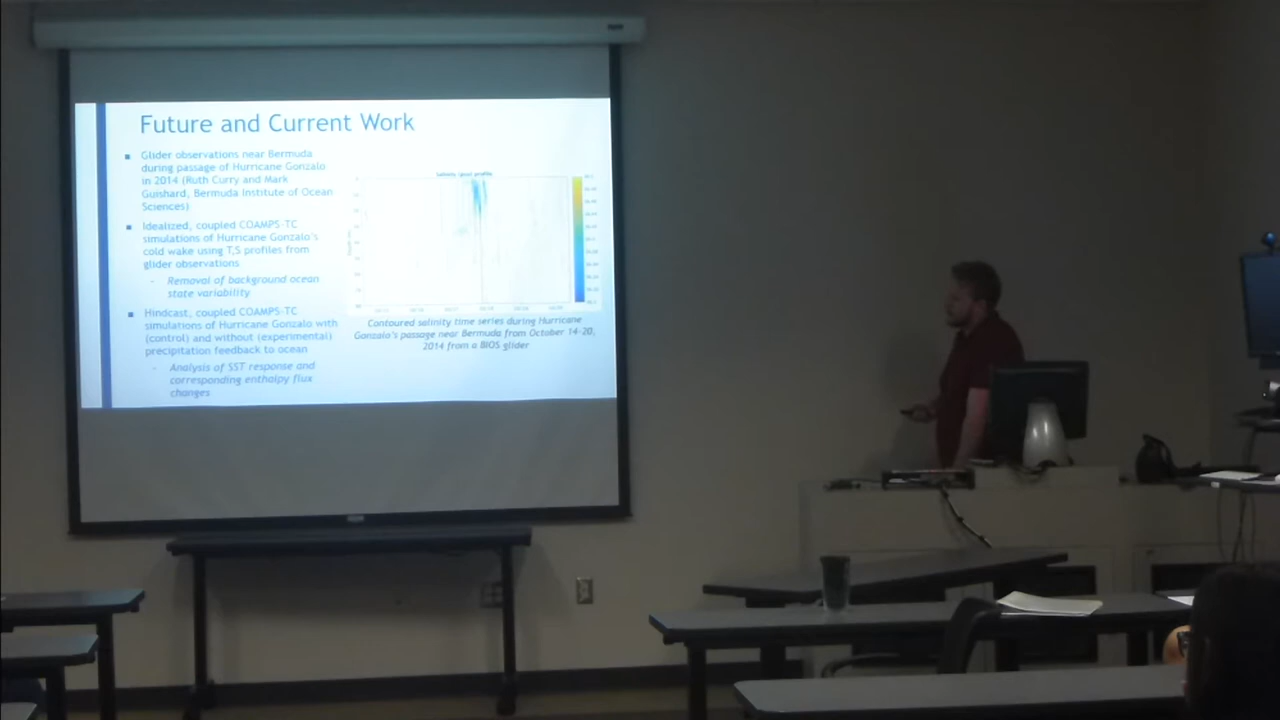 Future and Current Work
Glider observations near Bermuda
during passage of Hurricane Gonzalo
in 2014 (Ruth Curry and Mark
Guishard, Bermuda Institute of Ocean
Sciences)
Idealized, coupled COAMPS-TC
simulations of Hurricane Gonzalo's
cold wake using T,S profiles from
glider observations
- Removal of background ocean
state variability
Hindcast, coupled COAMPS-TC
simulations of Hurricane Gonzalo with
(control) and without (experimental)
precipitation feedback to ocean
- Analysis of SST response and
corresponding enthalpy flux
changes
Salinity (psu) profile
Contoured salinity time series during Hurricane
Gonzalo's passage near Bermuda from October 14-20,
2014 from a BIOS glider